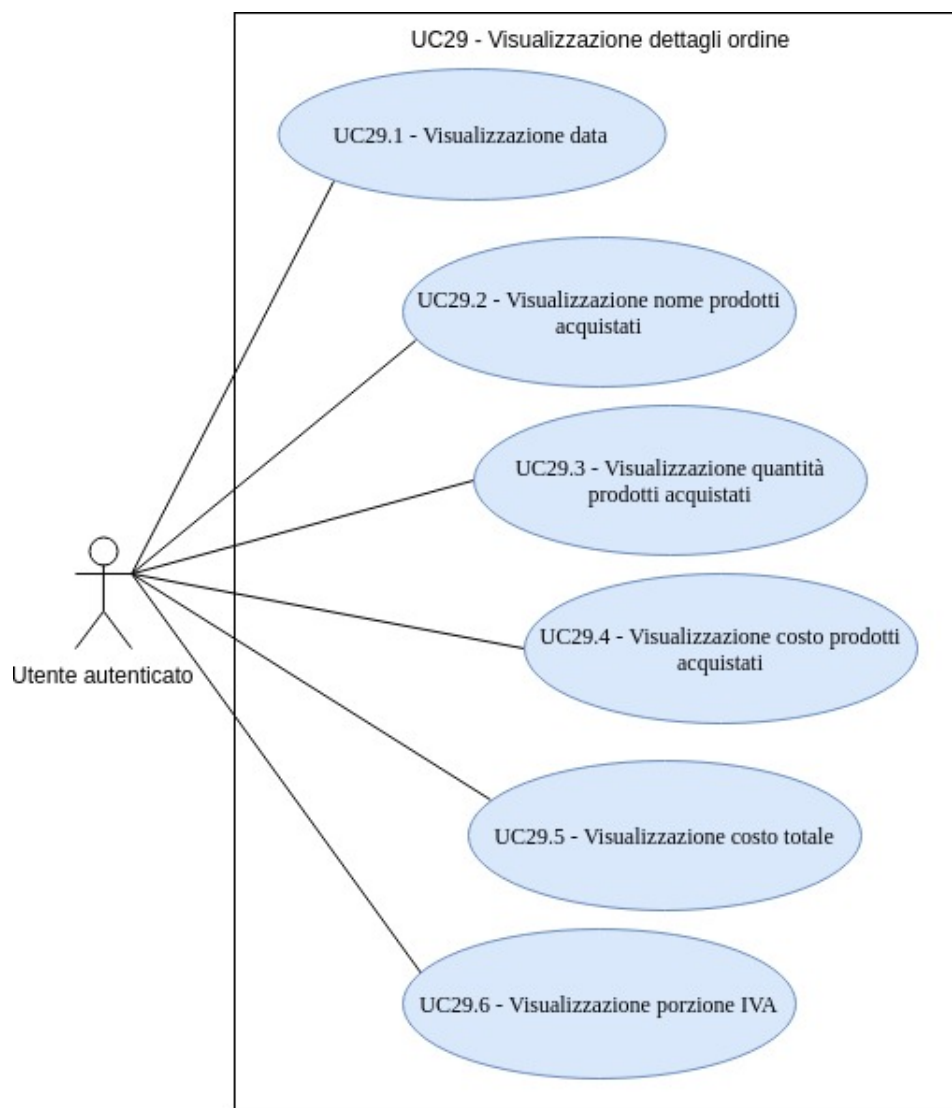 UC29 - Visualizzazione dettagli ordine
UC29.1 - Visualizzazione data
UC29.2 - Visualizzazione nome prodotti
acquistati
UC29.3 - Visualizzazione quantità
prodotti acquistati
UC29.4 - Visualizzazione costo prodotti
acquistati
Utente autenticato
UC29.5 - Visualizzazione costo totale
UC29.6 - Visualizzazione porzione IVA